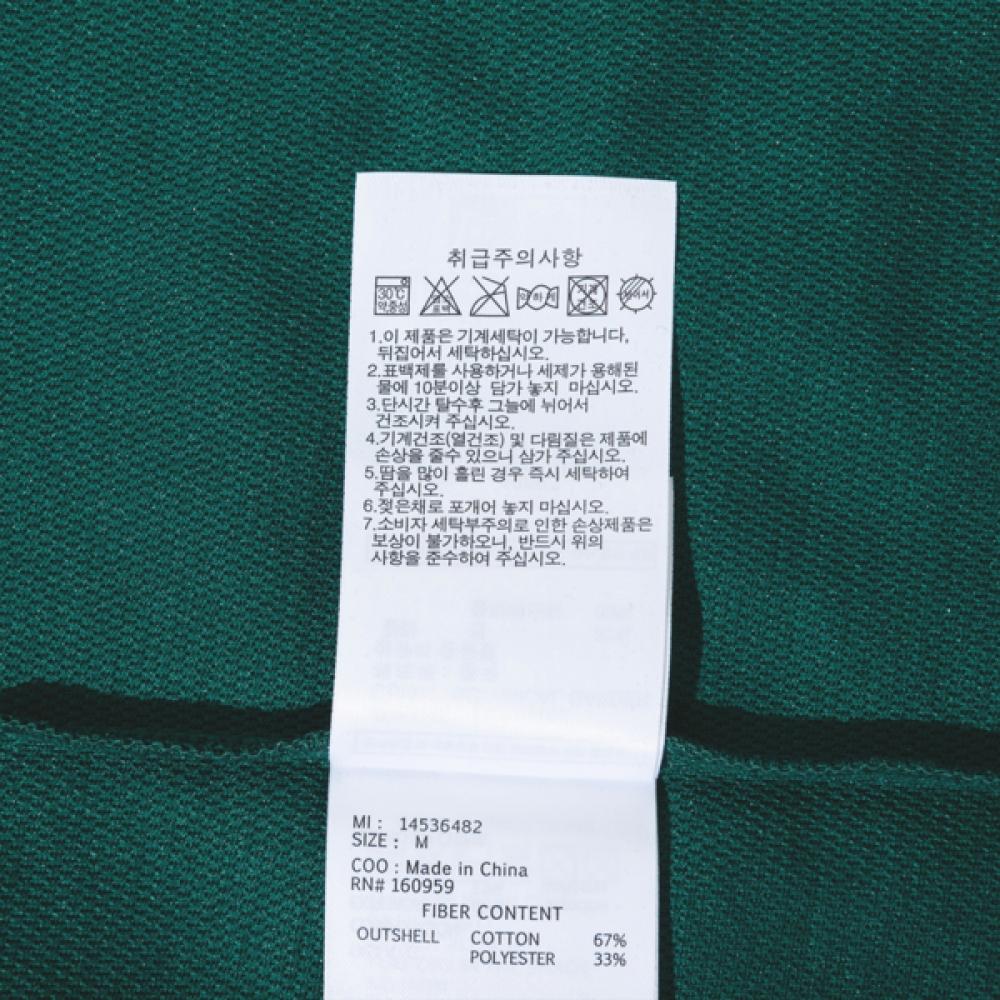 취급주의사항
30℃
약중성
표백
약하게
뉘어서
1.이 제품은 기계세탁이 가능합니다,
뒤집어서 세탁하십시오.
2.표백제를 사용하거나 세제가 용해된
물에 10분이상 담가 놓지 마십시오.
3.단시간 탈수후 그늘에 뉘어서
건조시켜 주십시오.
4.기계건조(열건조) 및 다림질은 제품에
손상을 줄수 있으니 삼가 주십시오.
5.땀을 많이 흘린 경우 즉시 세탁하여
주십시오.
6.젖은채로 포개어 놓지 마십시오.
7.소비자 세탁부주의로 인한 손상제품은
보상이 불가하오니, 반드시 위의
사항을 준수하여 주십시오.
MI : 14536482
SIZE : M
COO : Made in China
RN# 160959
FIBER CONTENT
OUTSHELL COTTON 67%
POLYESTER 33%